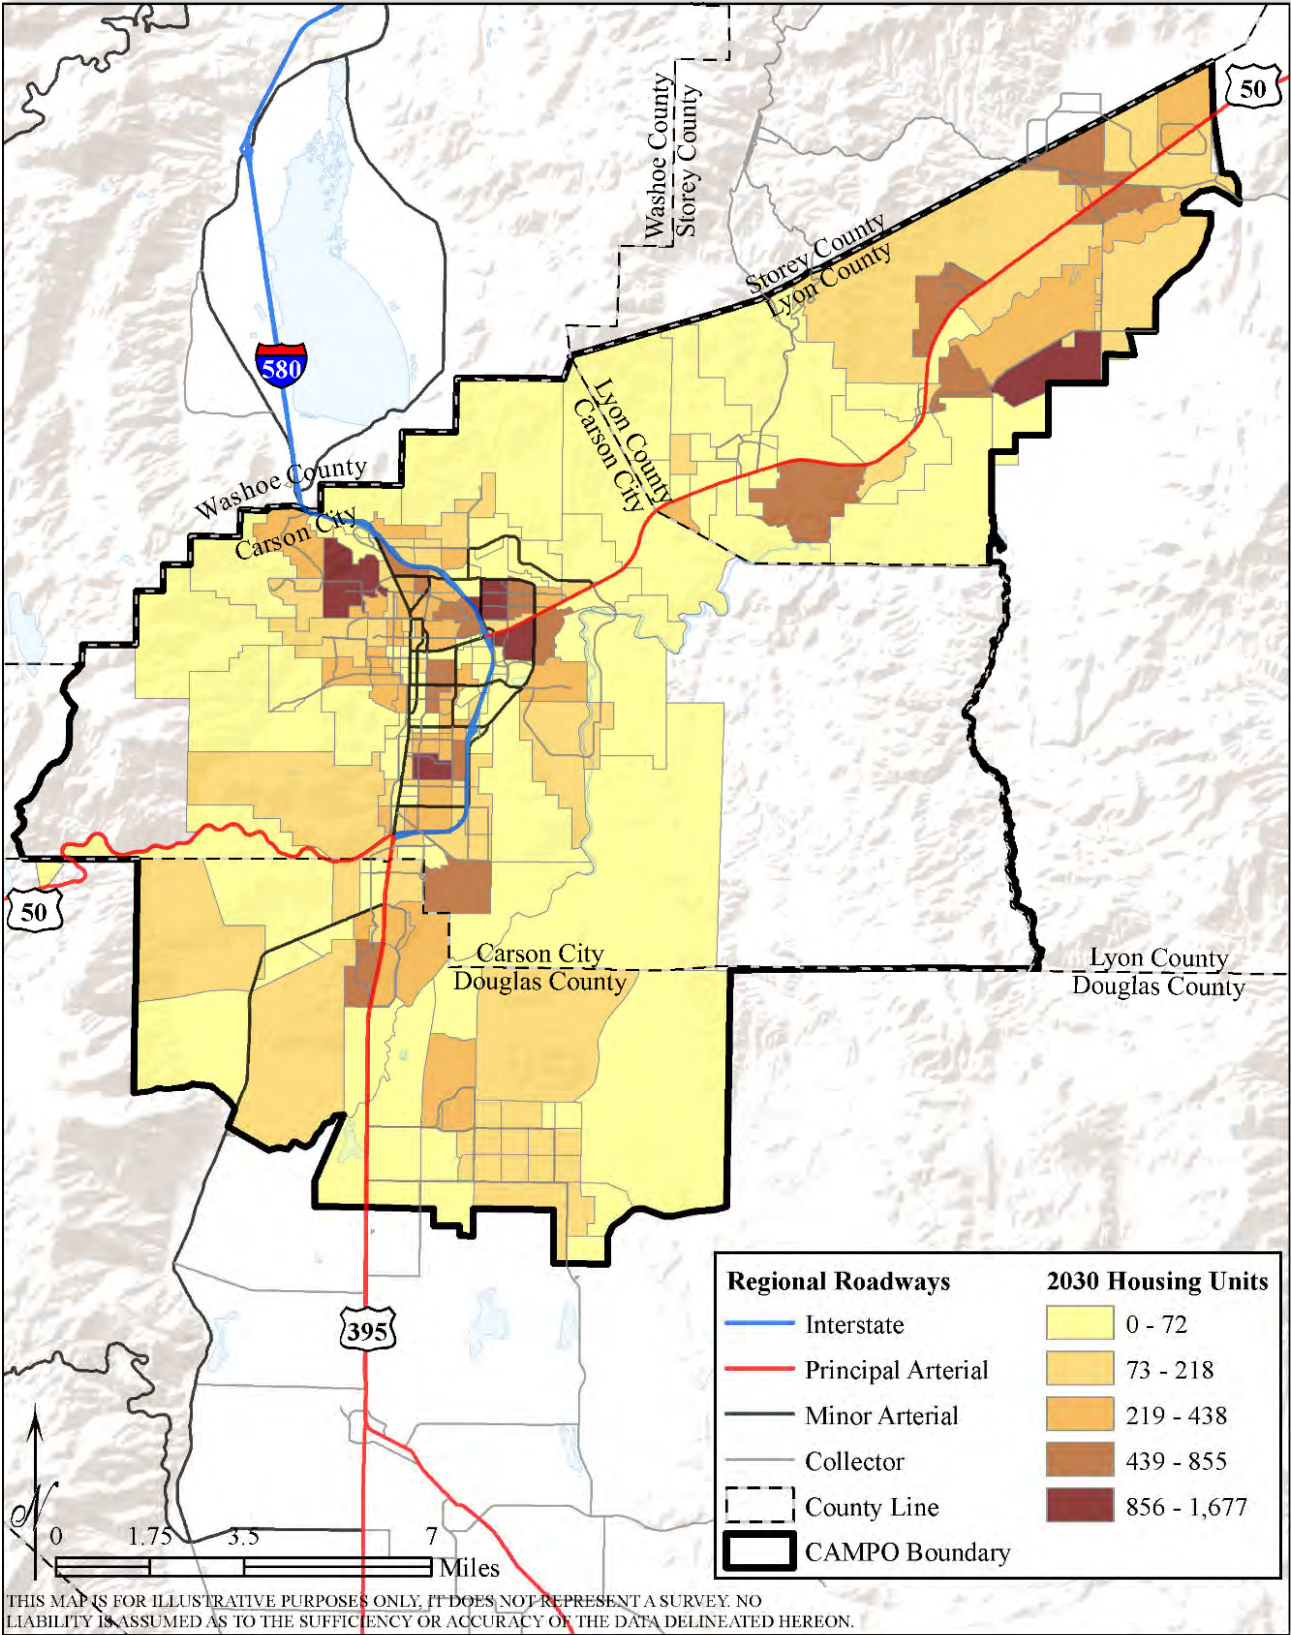 50
Washoe County
Storey County
Storey County
Lyon County
580
Lyon County
Carson City
Washoe County
Carson City
50
Carson City
Douglas County
Lyon County
Douglas County
395
Regional Roadways
Interstate
Principal Arterial
Minor Arterial
Collector
County Line
CAMPO Boundary
2030 Housing Units
0 - 72
73 - 218
219 - 438
439 - 855
856 - 1,677
N
0 1.75 3.5 7
Miles
THIS MAP IS FOR ILLUSTRATIVE PURPOSES ONLY, IT DOES NOT REPRESENT A SURVEY. NO
LIABILITY IS ASSUMED AS TO THE SUFFICIENCY OR ACCURACY OF THE DATA DELINEATED HEREON.